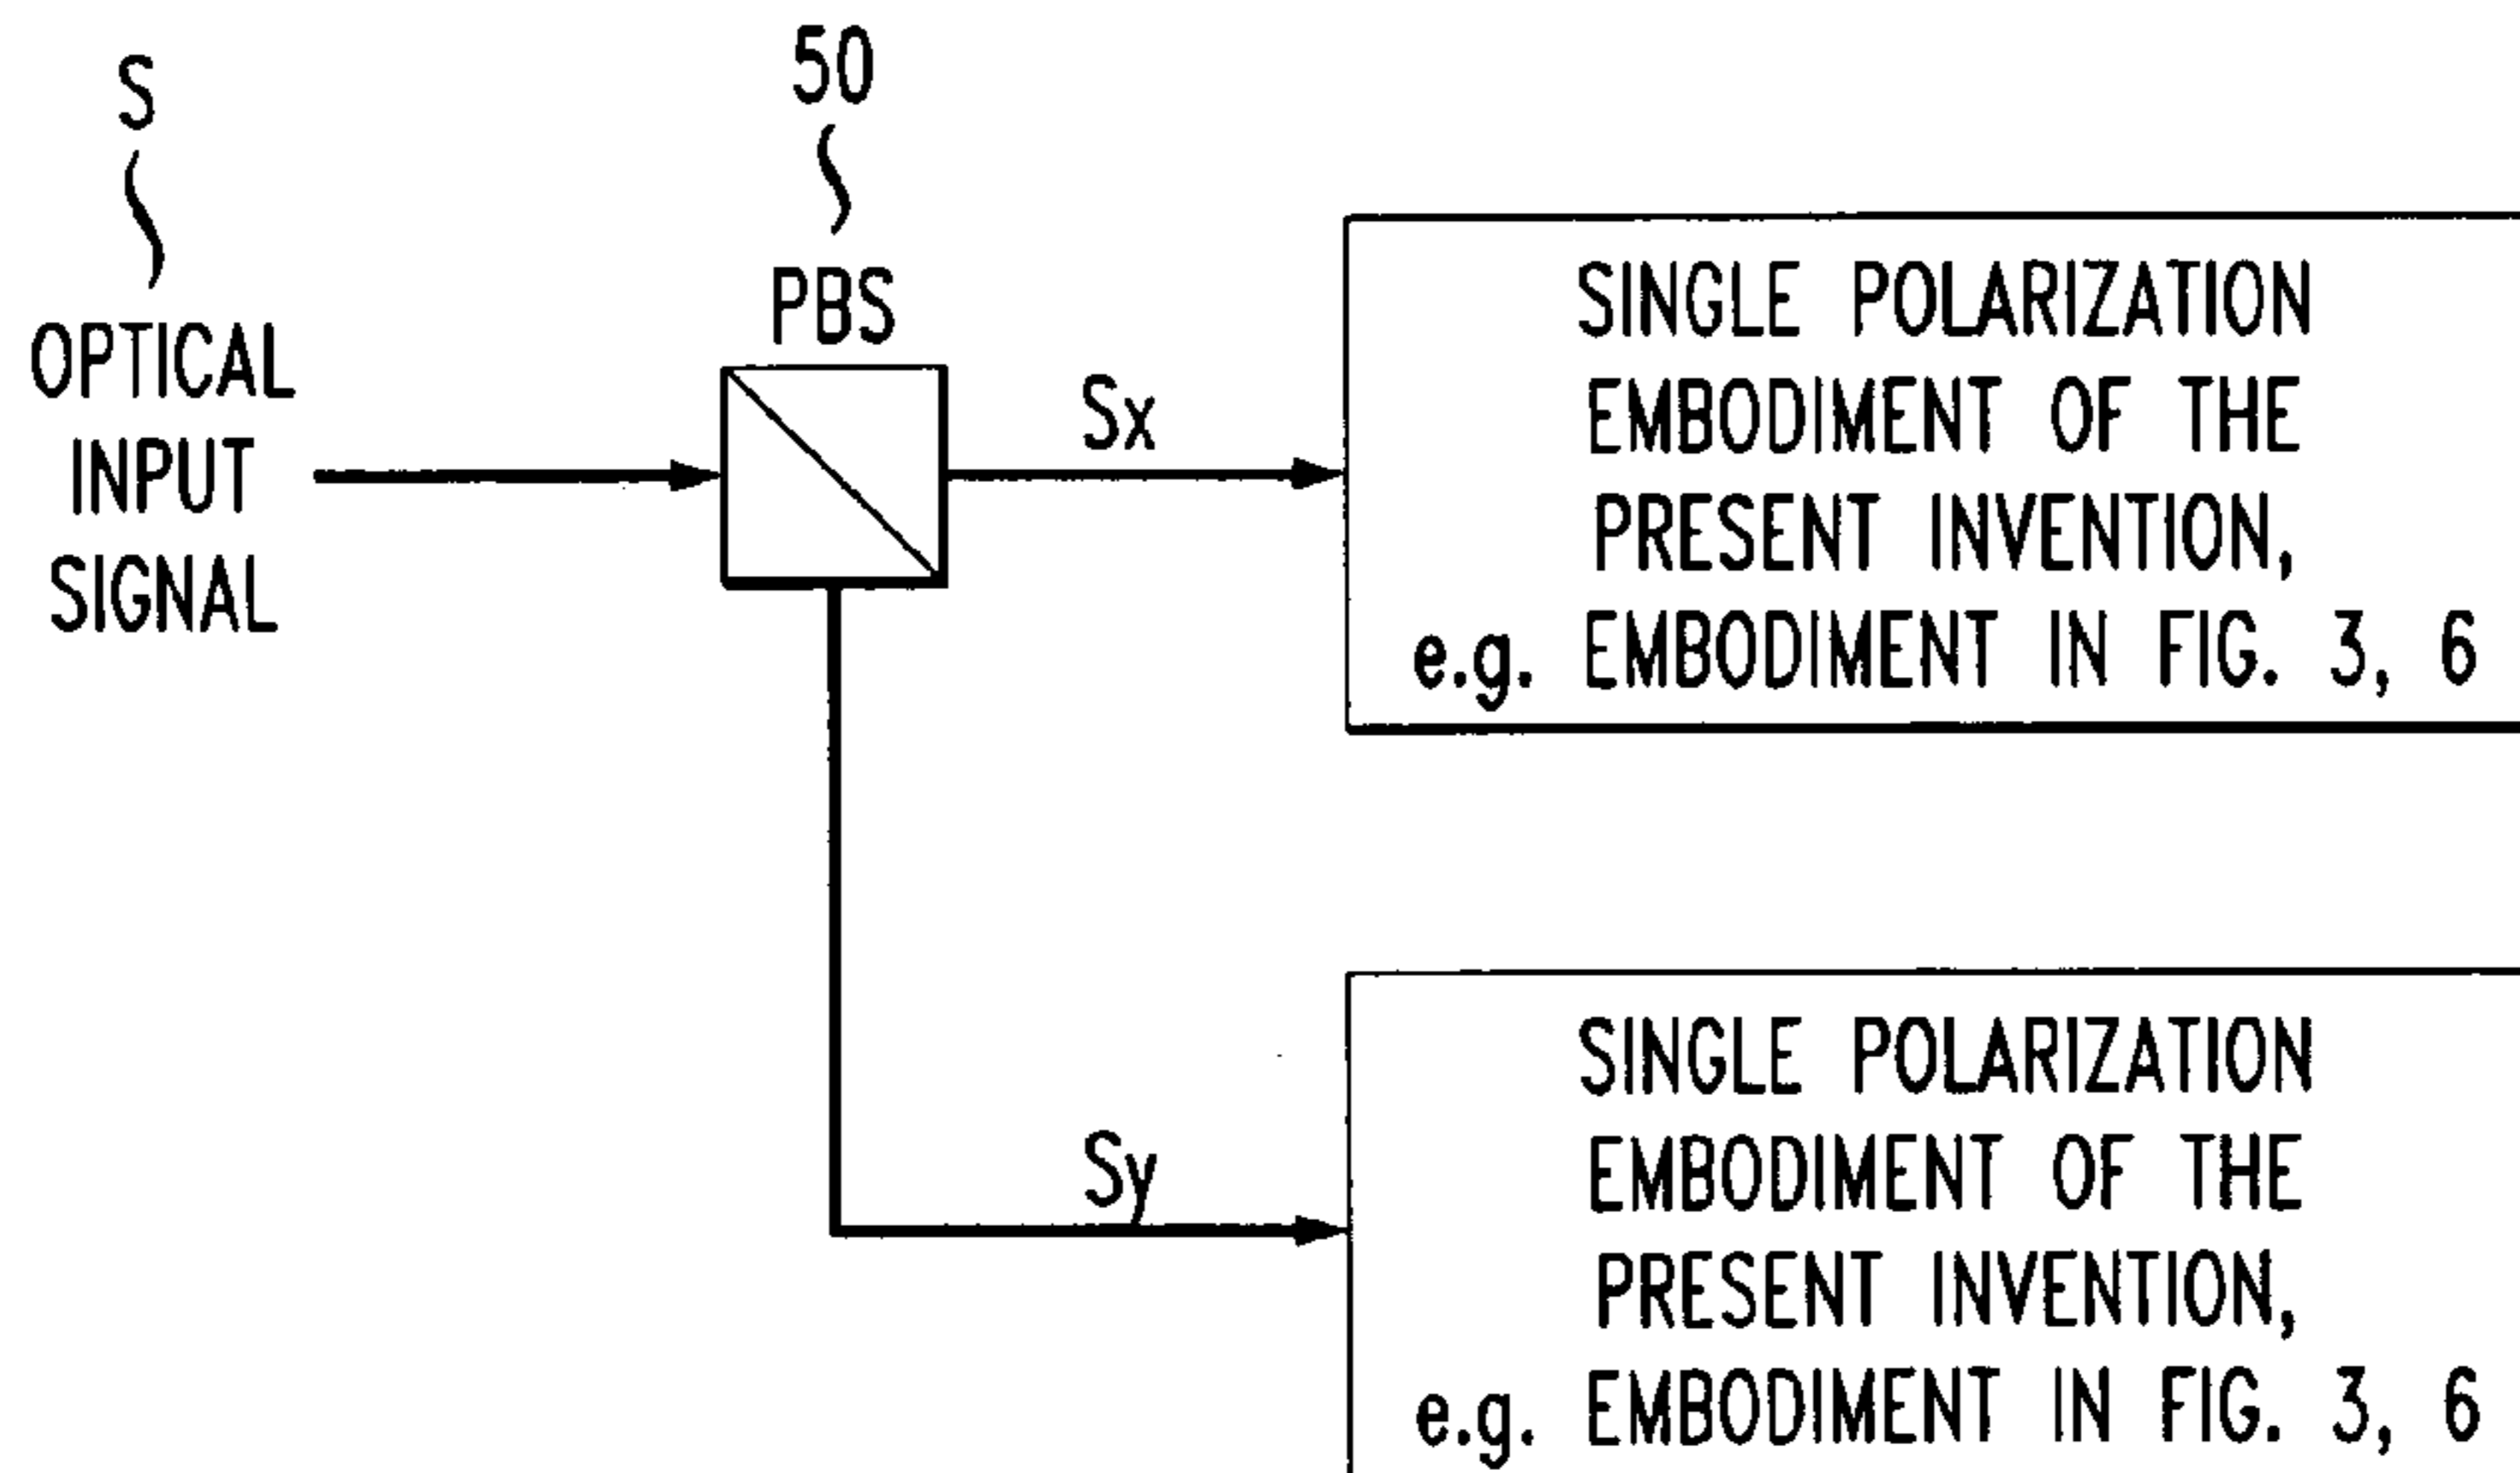 S
OPTICAL
INPUT
SIGNAL
50
PBS
Sx
SINGLE POLARIZATION
EMBODIMENT OF THE
PRESENT INVENTION,
e.g. EMBODIMENT IN FIG. 3, 6
Sy
SINGLE POLARIZATION
EMBODIMENT OF THE
PRESENT INVENTION,
e.g. EMBODIMENT IN FIG. 3, 6